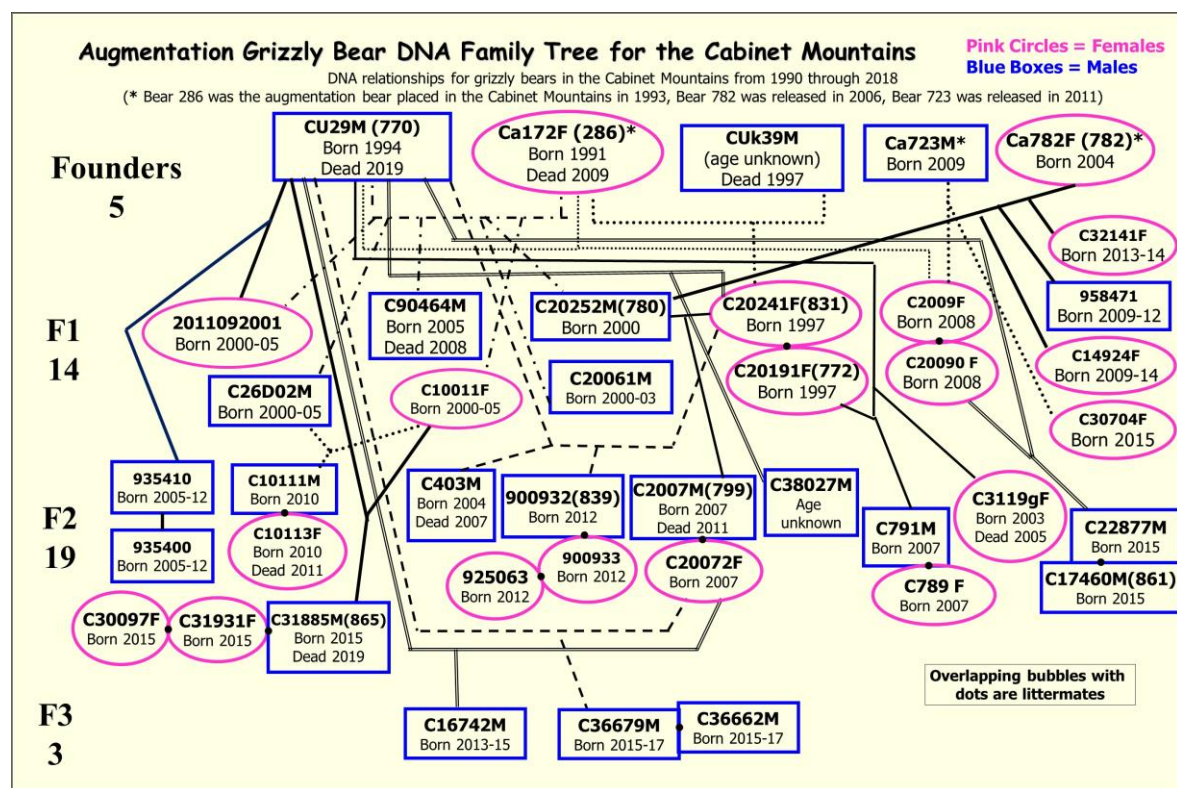 Augmentation Grizzly Bear DNA Family Tree for the Cabinet Mountains
Pink Circles = Females
Blue Boxes = Males
DNA relationships for grizzly bears in the Cabinet Mountains from 1990 through 2018
(* Bear 286 was the augmentation bear placed in the Cabinet Mountains in 1993, Bear 782 was released in 2006, Bear 723 was released in 2011)
Founders
5
CU29M (770)
Born 1994
Dead 2019
Ca172F (286)*
Born 1991
Dead 2009
CUk39M
(age unknown)
Dead 1997
Ca723M*
Born 2009
Ca782F (782)*
Born 2004
C32141F
Born 2013-14
F1
14
2011092001
Born 2000-05
C90464M
Born 2005
Dead 2008
C20252M(780)
Born 2000
C20241F(831)
Born 1997
C2009F
Born 2008
958471
Born 2009-12
C26D02M
Born 2000-05
C10011F
Born 2000-05
C20061M
Born 2000-03
C20191F(772)
Born 1997
C20090 F
Born 2008
C14924F
Born 2009-14
C30704F
Born 2015
F2
19
935410
Born 2005-12
935400
Born 2005-12
C10111M
Born 2010
C10113F
Born 2010
Dead 2011
C403M
Born 2004
Dead 2007
900932(839)
Born 2012
900933
Born 2012
925063
Born 2012
C2007M(799)
Born 2007
Dead 2011
C20072F
Born 2007
C38027M
Age
unknown
C791M
Born 2007
C789 F
Born 2007
C3119gF
Born 2003
Dead 2005
C22877M
Born 2015
C17460M(861)
Born 2015
C30097F
Born 2015
C31931F
Born 2015
C31885M(865)
Born 2015
Dead 2019
Overlapping bubbles with
dots are littermates
F3
3
C16742M
Born 2013-15
C36679M
Born 2015-17
C36662M
Born 2015-17